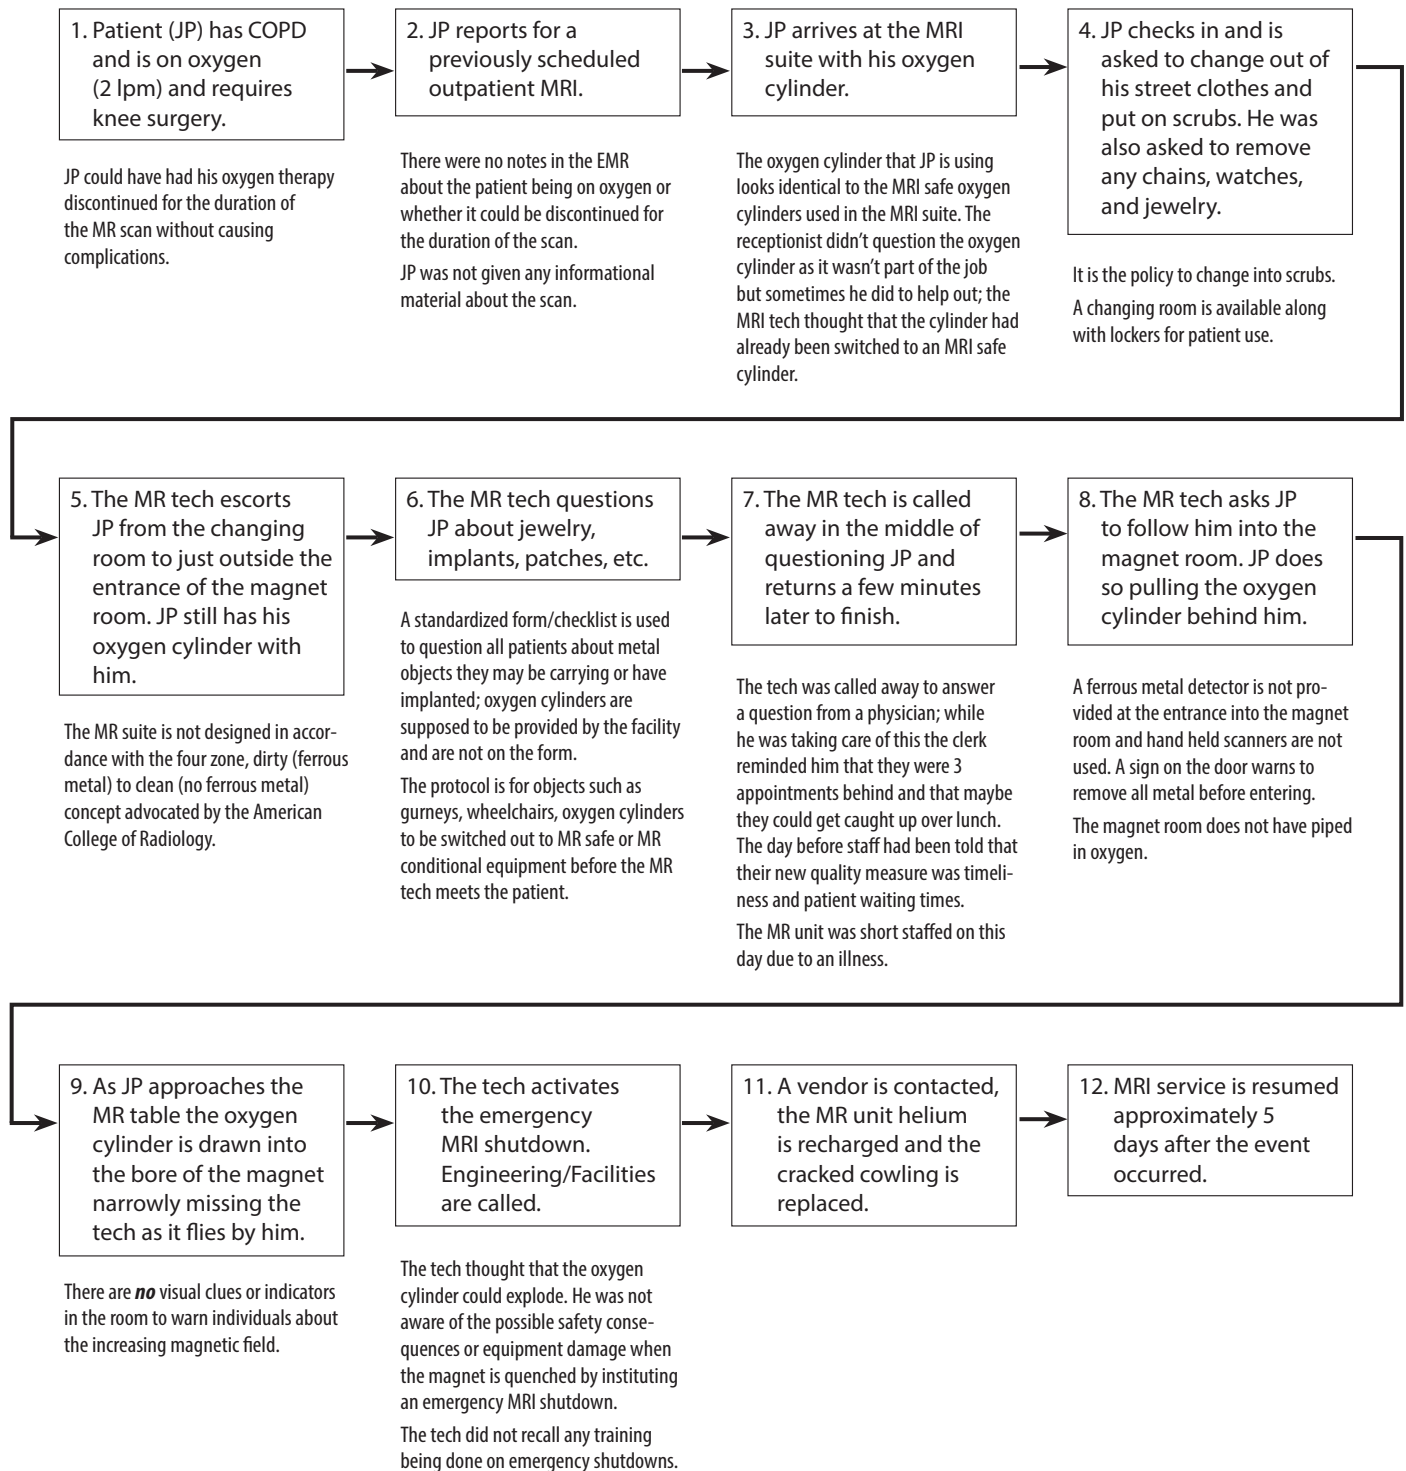 1. Patient (JP) has COPD
and is on oxygen
(2 lpm) and requires
knee surgery.
JP could have had his oxygen therapy
discontinued for the duration of
the MR scan without causing
complications.
2. JP reports for a
previously scheduled
outpatient MRI.
There were no notes in the EMR
about the patient being on oxygen or
whether it could be discontinued for
the duration of the scan.
JP was not given any informational
material about the scan.
3. JP arrives at the MRI
suite with his oxygen
cylinder.
The oxygen cylinder that JP is using
looks identical to the MRI safe oxygen
cylinders used in the MRI suite. The
receptionist didn’t question the oxygen
cylinder as it wasn’t part of the job
but sometimes he did to help out; the
MRI tech thought that the cylinder had
already been switched to an MRI safe
cylinder.
4. JP checks in and is
asked to change out of
his street clothes and
put on scrubs. He was
also asked to remove
any chains, watches,
and jewelry.
It is the policy to change into scrubs.
A changing room is available along
with lockers for patient use.
5. The MR tech escorts
JP from the changing
room to just outside the
entrance of the magnet
room. JP still has his
oxygen cylinder with
him.
The MR suite is not designed in accor-
dance with the four zone, dirty (ferrous
metal) to clean (no ferrous metal)
concept advocated by the American
College of Radiology.
6. The MR tech questions
JP about jewelry,
implants, patches, etc.
A standardized form/checklist is used
to question all patients about metal
objects they may be carrying or have
implanted; oxygen cylinders are
supposed to be provided by the facility
and are not on the form.
The protocol is for objects such as
gurneys, wheelchairs, oxygen cylinders
to be switched out to MR safe or MR
conditional equipment before the MR
tech meets the patient.
7. The MR tech is called
away in the middle of
questioning JP and
returns a few minutes
later to finish.
The tech was called away to answer
a question from a physician; while
he was taking care of this the clerk
reminded him that they were 3
appointments behind and that maybe
they could get caught up over lunch.
The day before staff had been told that
their new quality measure was timeli-
ness and patient waiting times.
The MR unit was short staffed on this
day due to an illness.
8. The MR tech asks JP
to follow him into the
magnet room. JP does
so pulling the oxygen
cylinder behind him.
A ferrous metal detector is not pro-
vided at the entrance into the magnet
room and hand held scanners are not
used. A sign on the door warns to
remove all metal before entering.
The magnet room does not have piped
in oxygen.
9. As JP approaches the
MR table the oxygen
cylinder is drawn into
the bore of the magnet
narrowly missing the
tech as it flies by him.
There are no visual clues or indicators
in the room to warn individuals about
the increasing magnetic field.
10. The tech activates
the emergency
MRI shutdown.
Engineering/Facilities
are called.
The tech thought that the oxygen
cylinder could explode. He was not
aware of the possible safety conse-
quences or equipment damage when
the magnet is quenched by instituting
an emergency MRI shutdown.
The tech did not recall any training
being done on emergency shutdowns.
11. A vendor is contacted,
the MR unit helium
is recharged and the
cracked cowling is
replaced.
12. MRI service is resumed
approximately 5
days after the event
occurred.